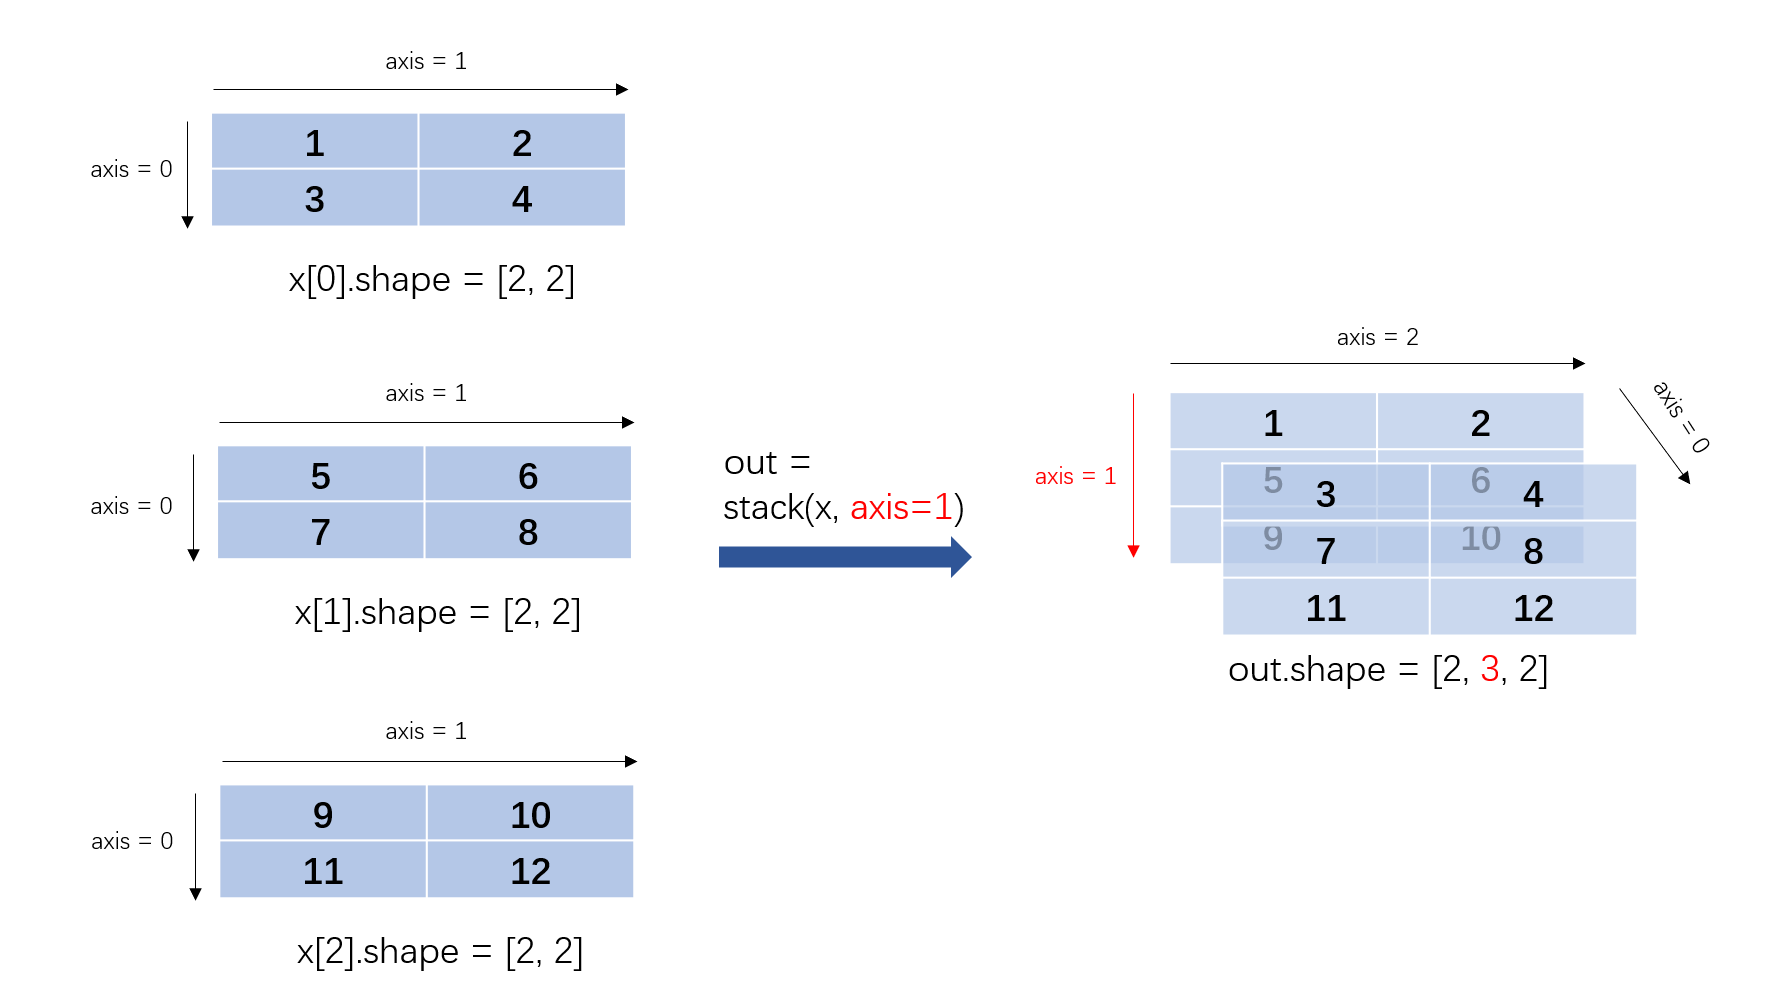 axis = 1
axis = 0
1 2
3 4
x[0].shape = [2, 2]
axis = 1
axis = 0
5 6
7 8
x[1].shape = [2, 2]
axis = 1
axis = 0
9 10
11 12
x[2].shape = [2, 2]
out =
stack(x, axis=1)
axis = 2
axis = 0
axis = 1
1 2
5 6
9 10
3 4
7 8
11 12
out.shape = [2, 3, 2]